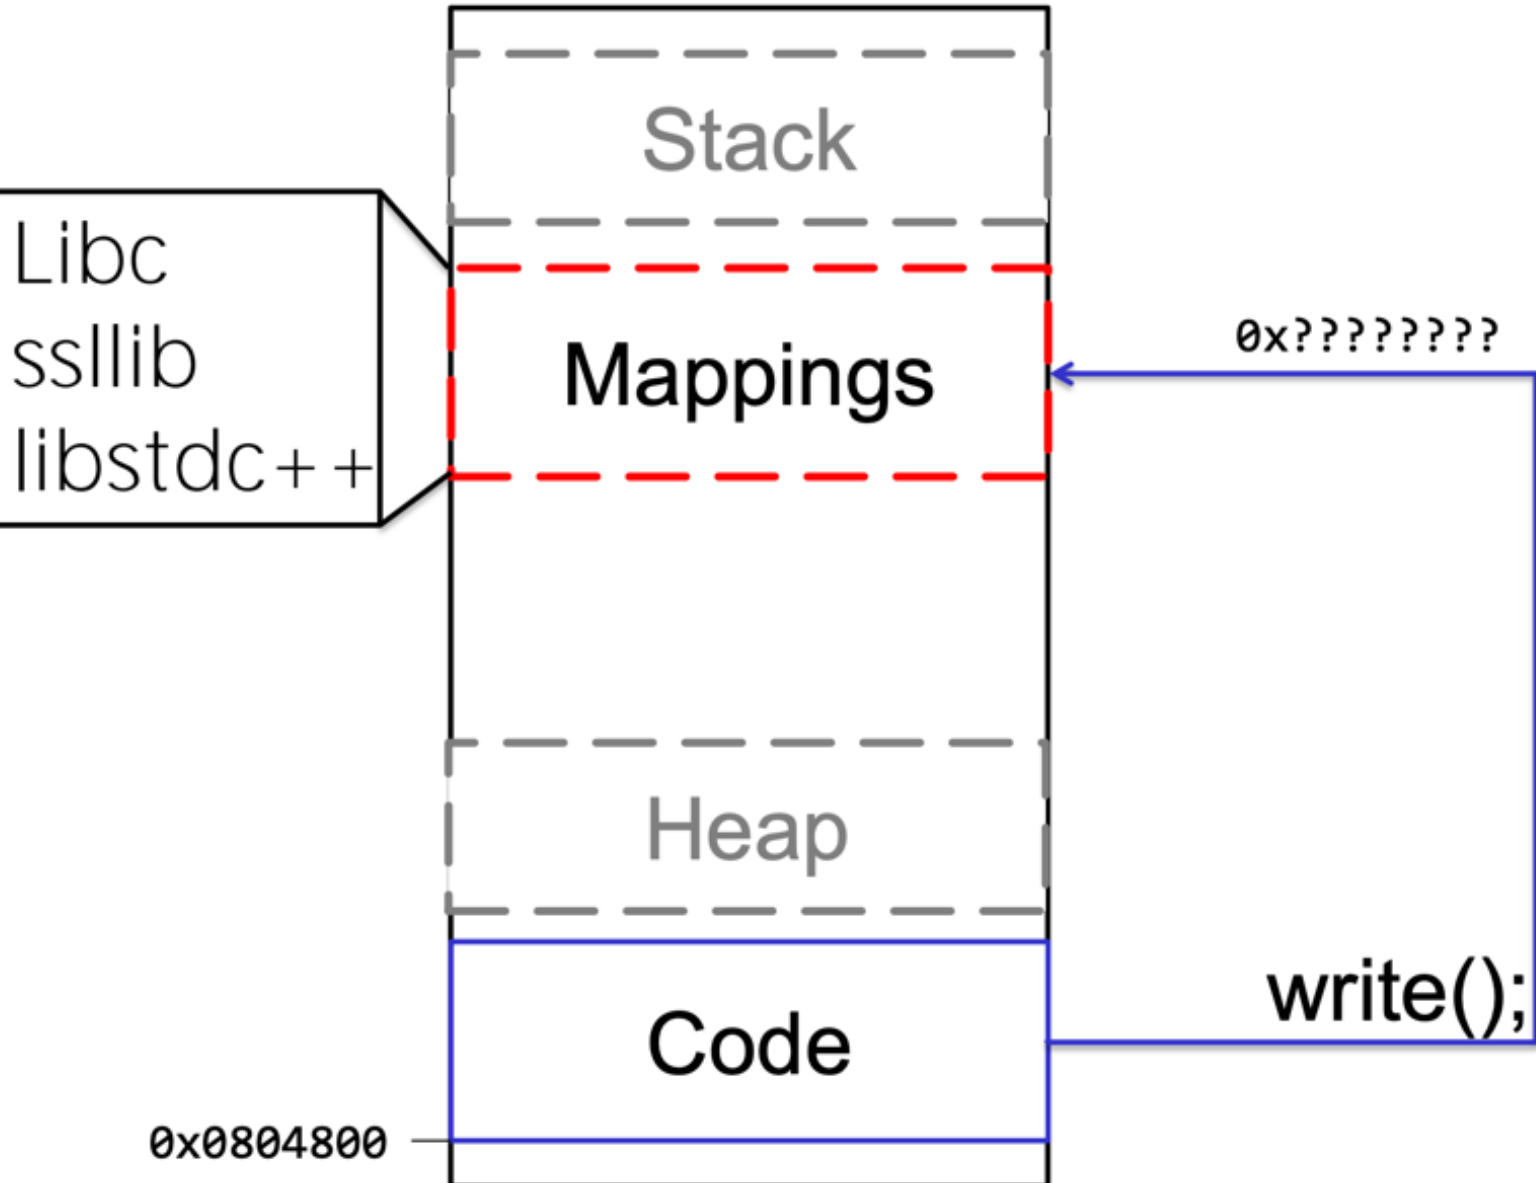 Stack
Libc
ssllib
libstdc++
Mappings
0x????????
Heap
write();
Code
0x0804800